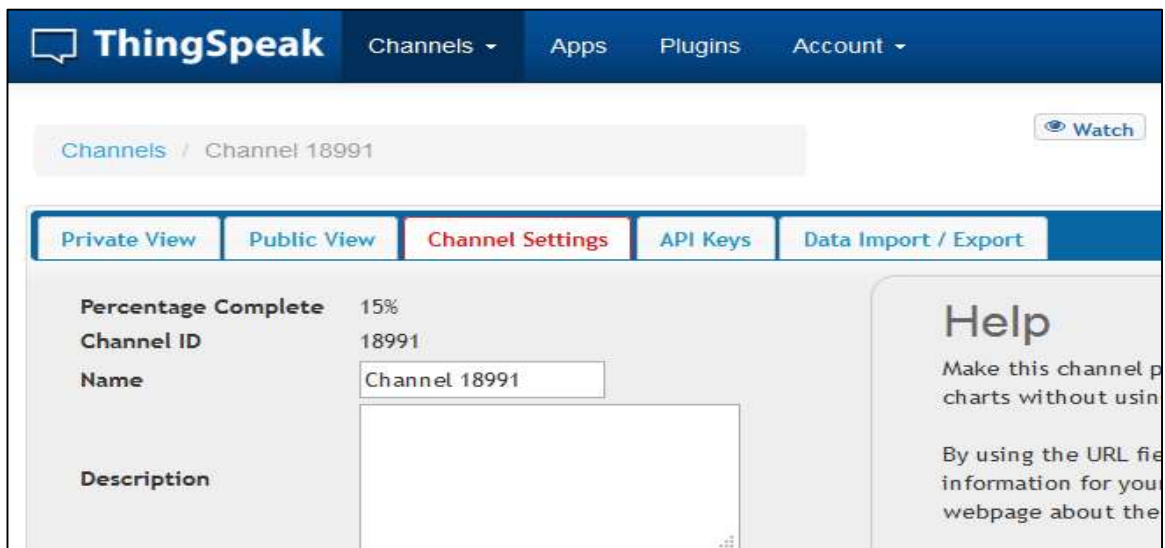 ThingSpeak Channels Apps Plugins Account
Watch
Channels / Channel 18991
Private View Public View Channel Settings API Keys Data Import / Export
Percentage Complete 15%
Channel ID 18991
Name Channel 18991
Description
Help
Make this channel p
charts without usin
By using the URL fie
information for your
webpage about the